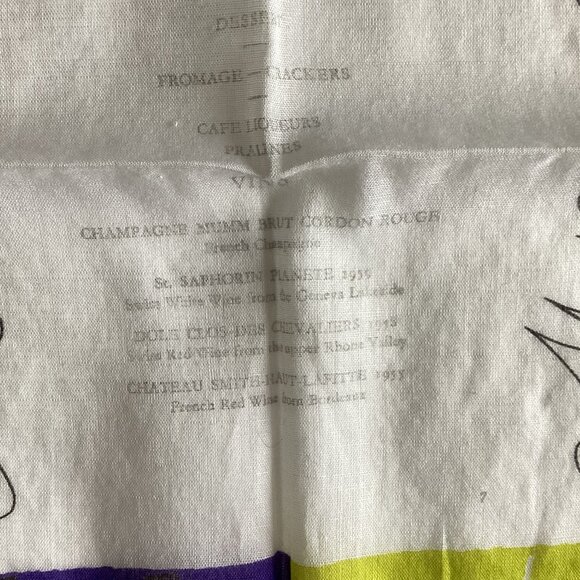 DESSERT
FROMAGE — CRACKERS
CAFE LIQUEURS
PRALINES
VINS
CHAMPAGNE MUMM BRUT CORDON ROUGE
French Champagne
St. SAPHORIN PLANETE 1959
Swiss White Wine from the Geneva Lakeside
DOLE CLOS-DES CHEVALIERS 1958
Swiss Red Wine from the upper Rhone Valley
CHATEAU SMITH-HAUT-LAFITTE 1955
French Red Wine from Bordeaux
7